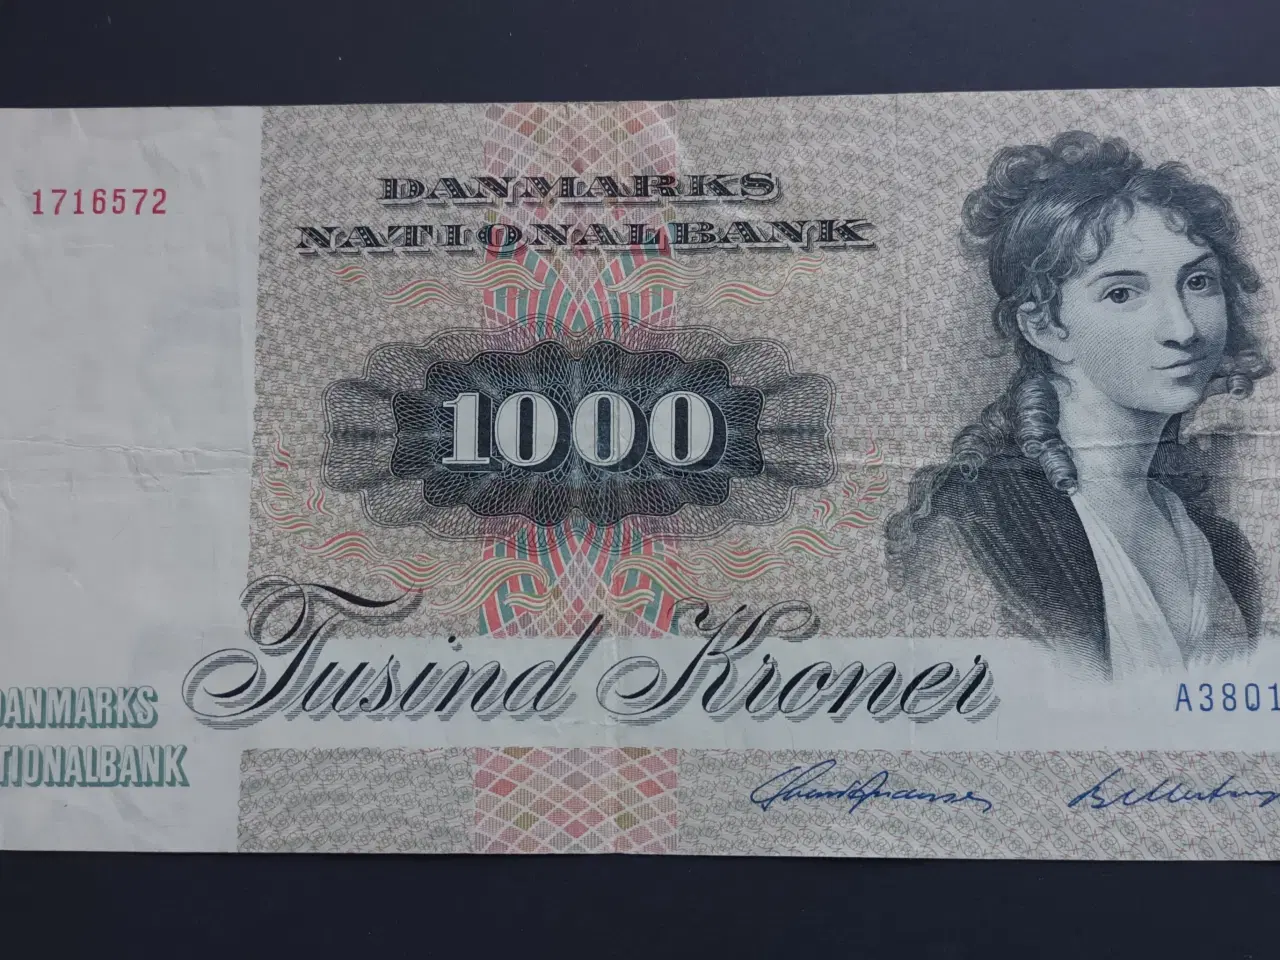 1716572
DANMARKS
NATIONALBANK
1000
Tusind Kroner
DANMARKS
TIONALBANK
A3801